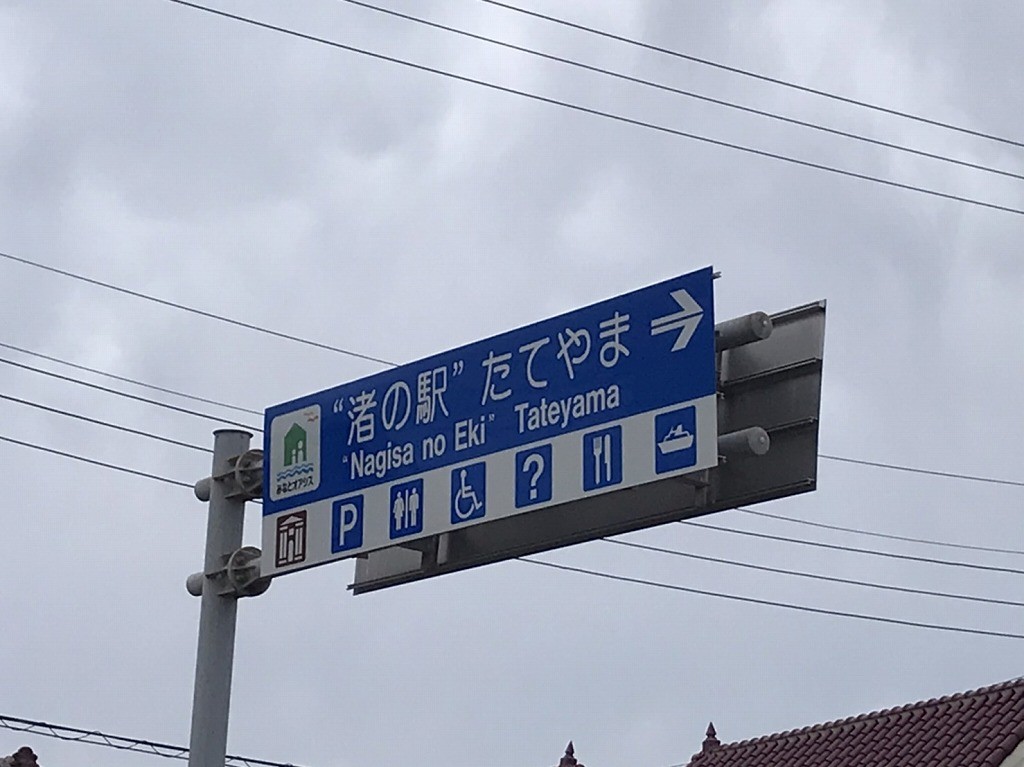 “渚の駅” たてやま
“Nagisa no Eki” Tateyama
みなとオアシス
P
?